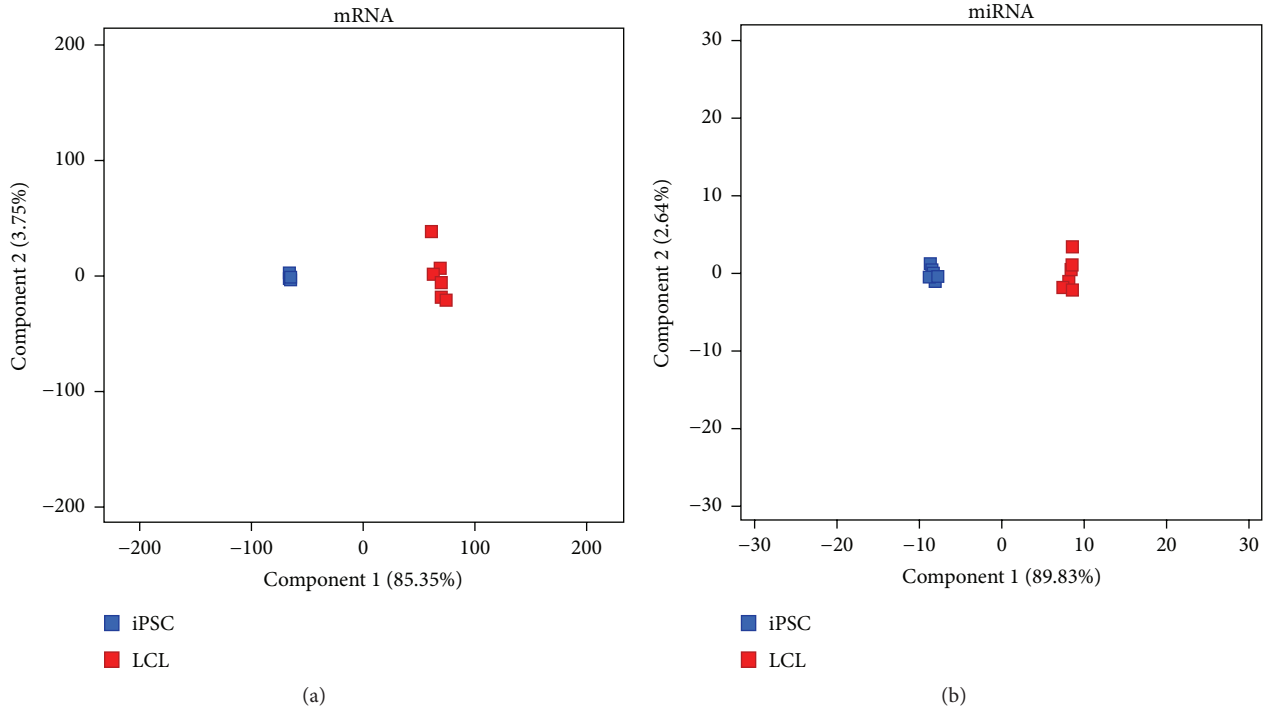 mRNA
200
100
0
−100
−200
Component 2 (3.75%)
−200 −100 0 100 200
Component 1 (85.35%)
iPSC
LCL
(a)
miRNA
30
20
10
0
−10
−20
−30
Component 2 (2.64%)
−30 −20 −10 0 10 20 30
Component 1 (89.83%)
iPSC
LCL
(b)